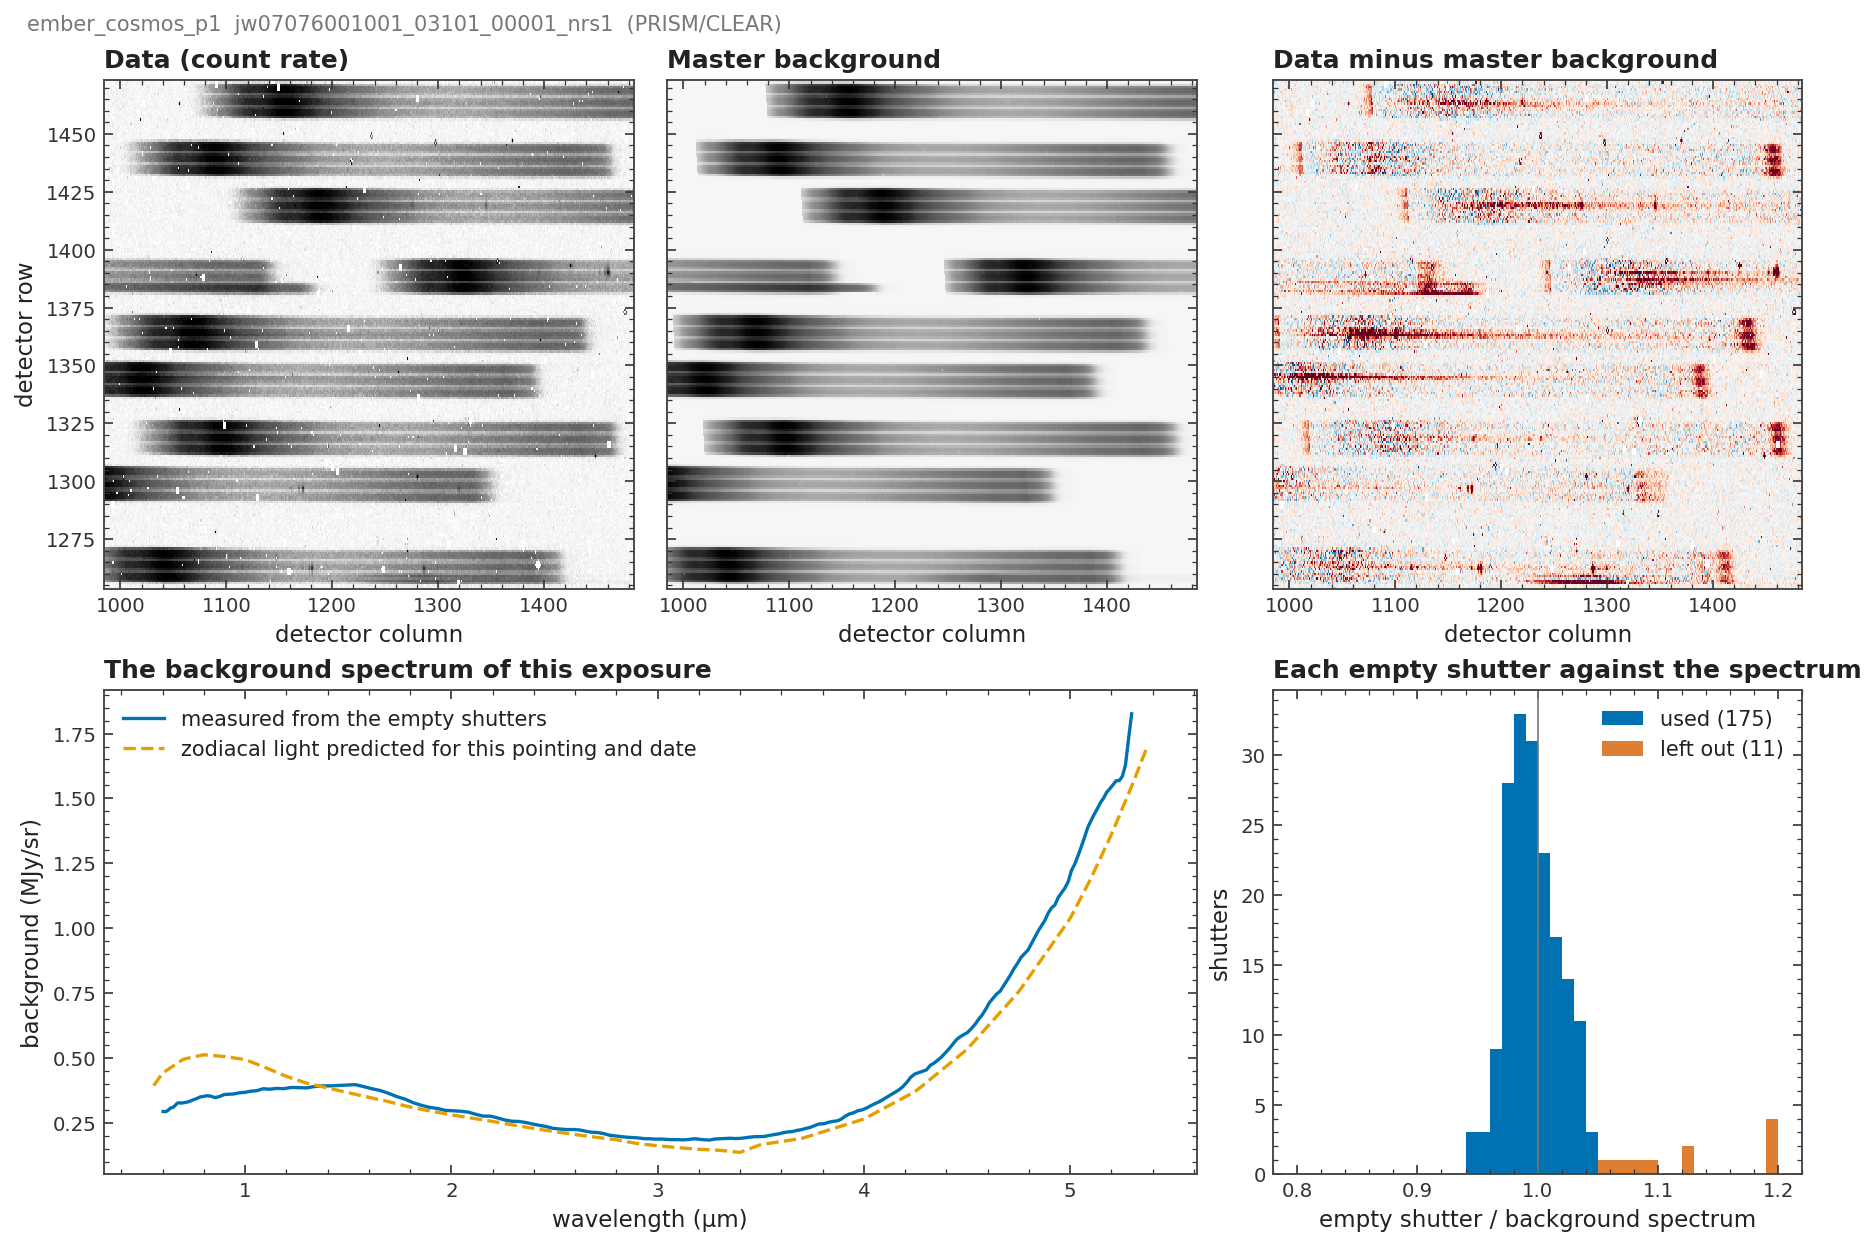 ember_cosmos_p1  jw07076001001_03101_00001_nrs1  (PRISM/CLEAR)
Data (count rate)
Master background
Data minus master background
detector row
1450
1425
1400
1375
1350
1325
1300
1275
1000 1100 1200 1300 1400
1000 1100 1200 1300 1400
1000 1100 1200 1300 1400
detector column
detector column
detector column
The background spectrum of this exposure
measured from the empty shutters
zodiacal light predicted for this pointing and date
background (MJy/sr)
1.75
1.50
1.25
1.00
0.75
0.50
0.25
1 2 3 4 5
wavelength (µm)
Each empty shutter against the spectrum
used (175)
left out (11)
shutters
30
25
20
15
10
5
0
0.8 0.9 1.0 1.1 1.2
empty shutter / background spectrum